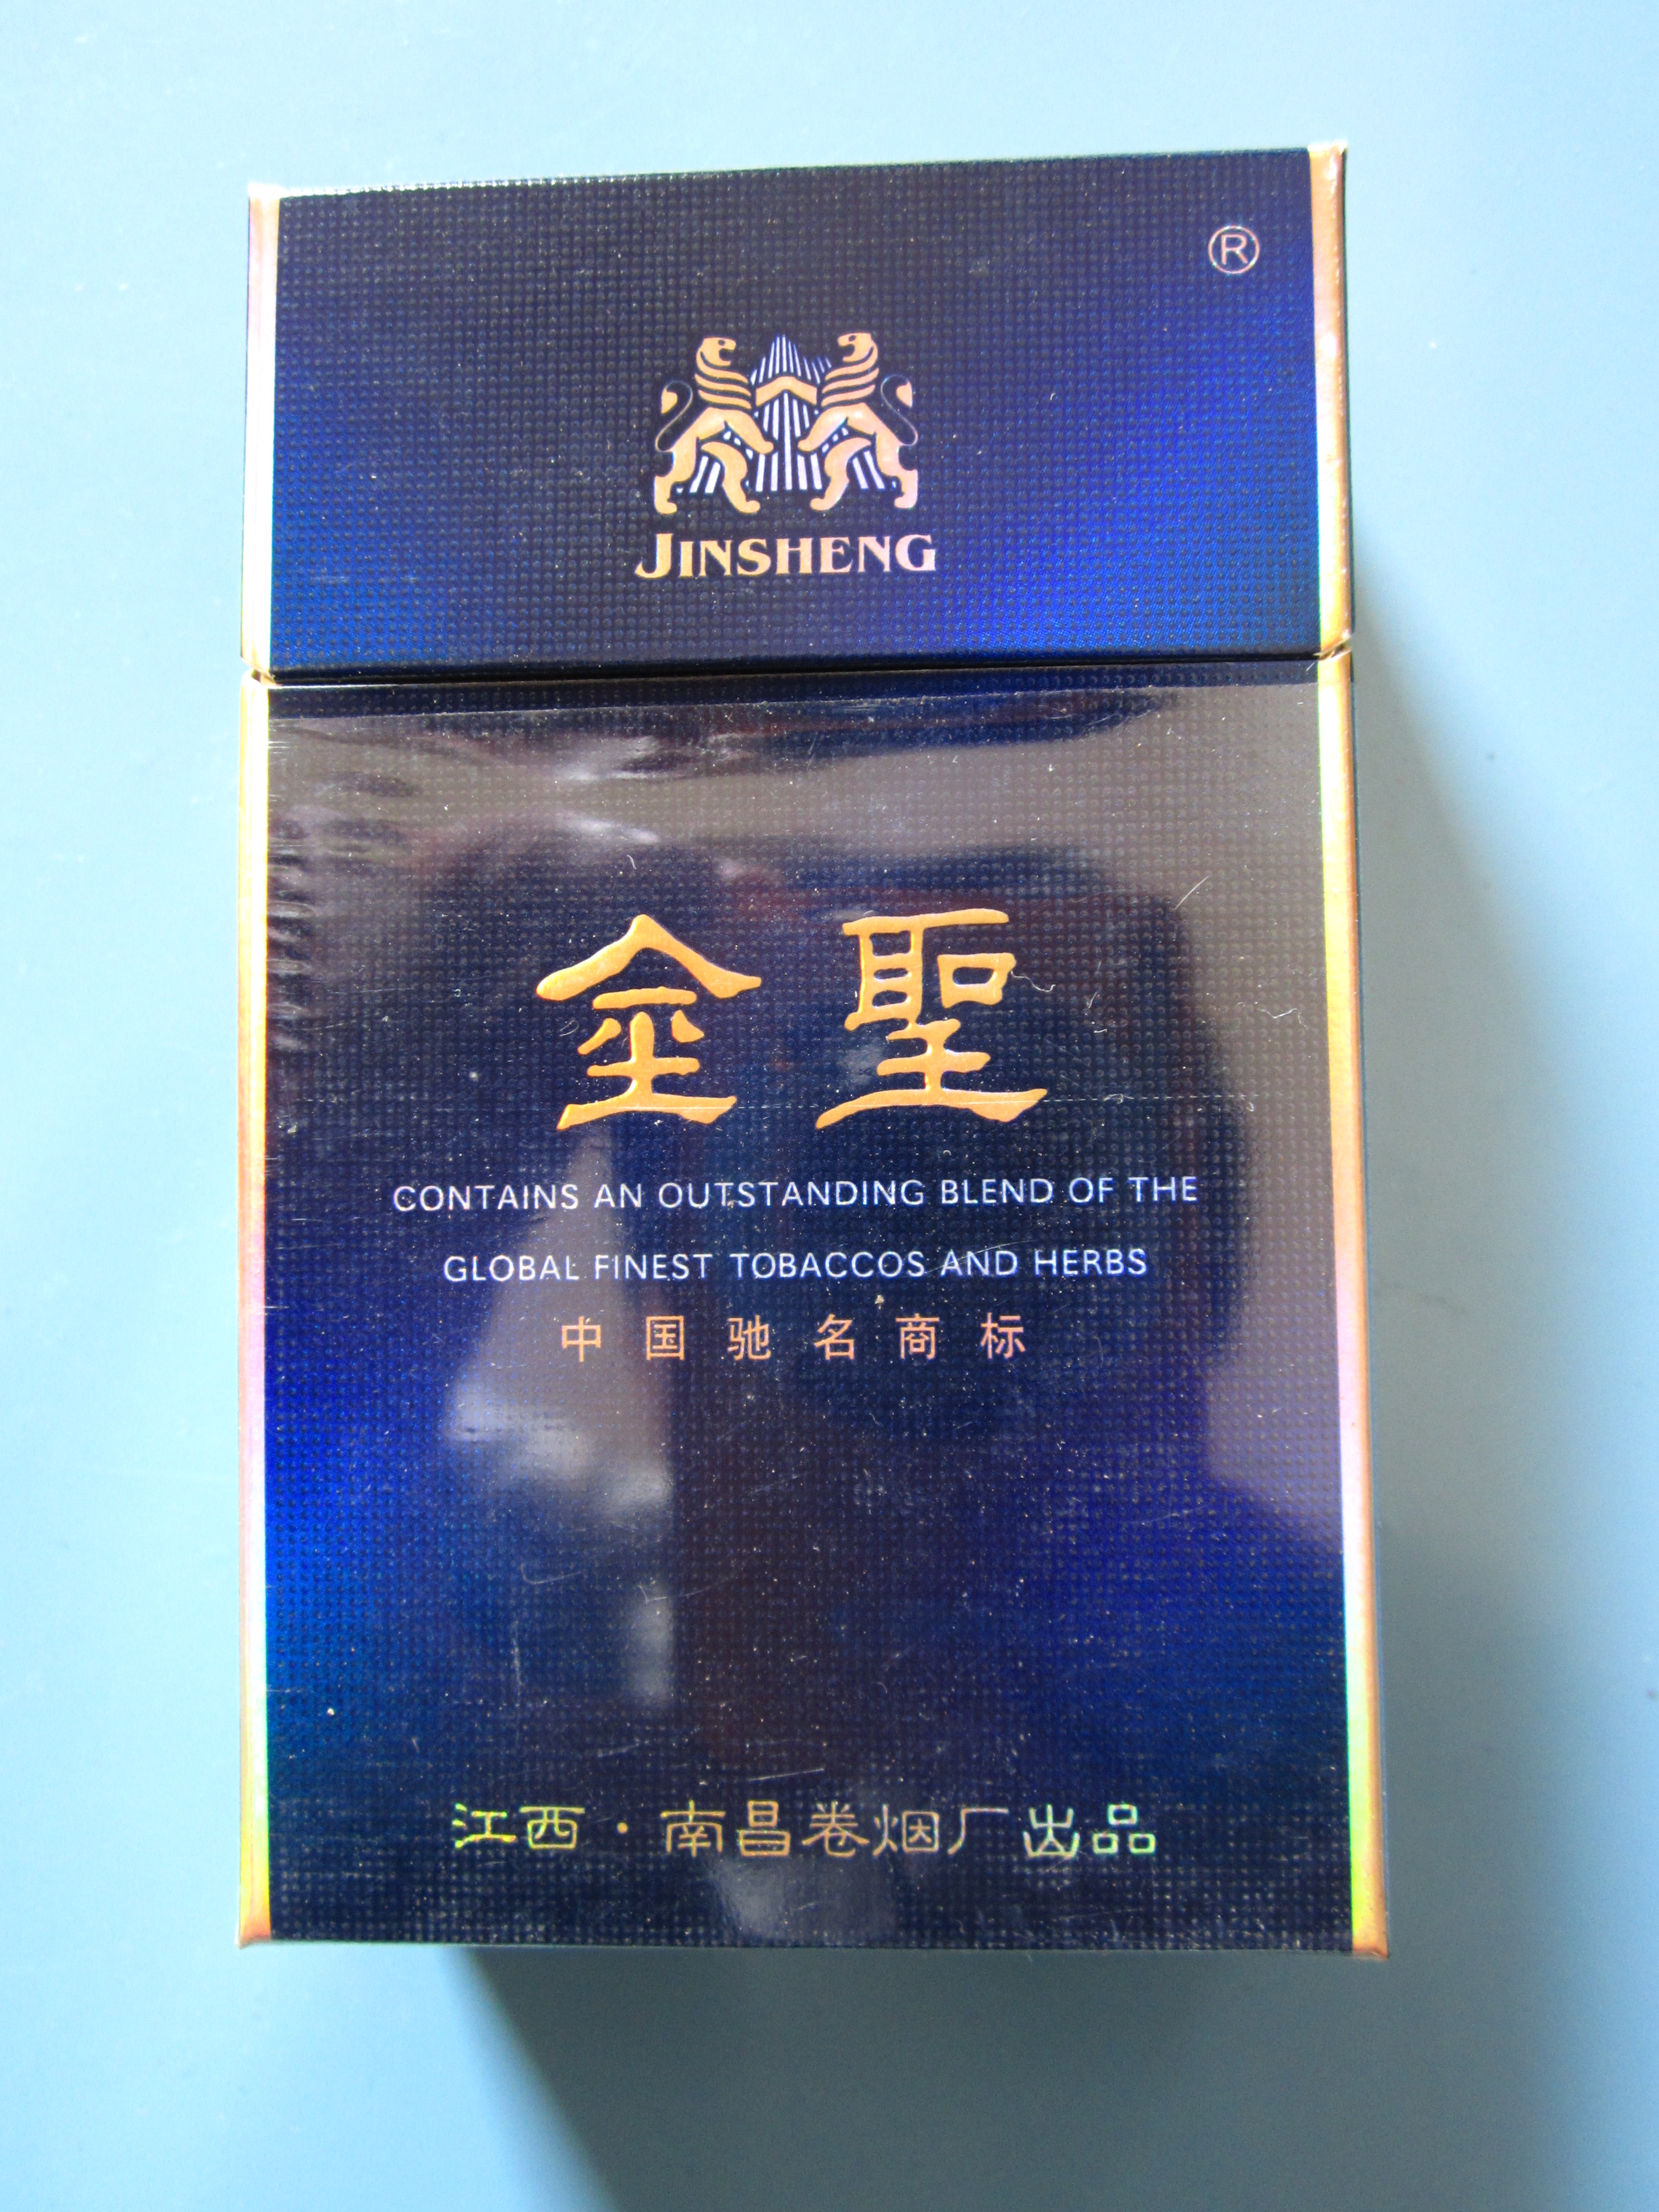 ®
JINSHENG
金聖
CONTAINS AN OUTSTANDING BLEND OF THE
GLOBAL FINEST TOBACCOS AND HERBS
中国驰名商标
江西·南昌卷烟厂出品